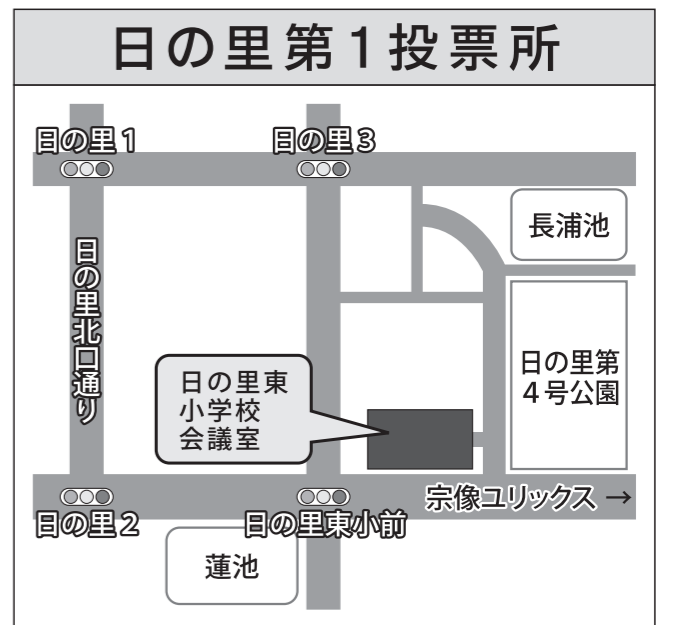 日の里第1投票所
日の里1
日の里3
長浦池
日の里北口通り
日の里第
4号公園
日の里東
小学校
会議室
宗像ユリックス →
日の里2
日の里東小前
蓮池